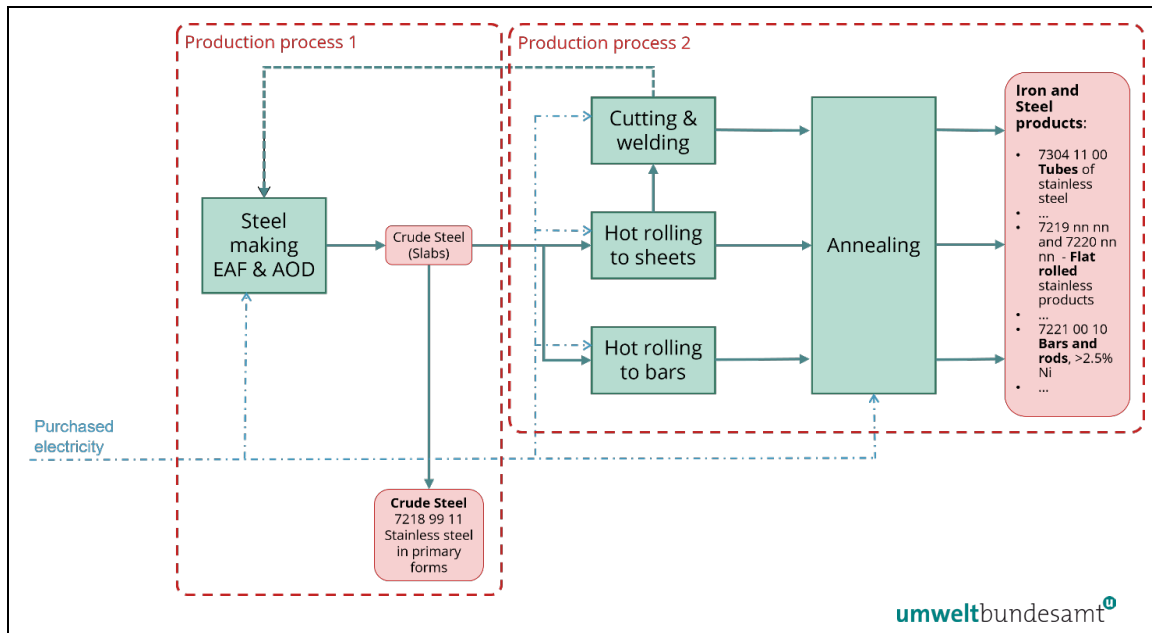 Production process 1
Production process 2
Steel
making
EAF & AOD
Crude Steel
(Slabs)
Cutting &
welding
Hot rolling
to sheets
Hot rolling
to bars
Annealing
Iron and
Steel
products:
• 7304 11 00
Tubes of
stainless
steel
• ...
• 7219 nn nn
and 7220 nn
nn - Flat
rolled
stainless
products
• ...
• 7221 00 10
Bars and
rods, >2.5%
Ni
• ...
Purchased
electricity
Crude Steel
7218 99 11
Stainless steel
in primary
forms
umweltbundesamt
u